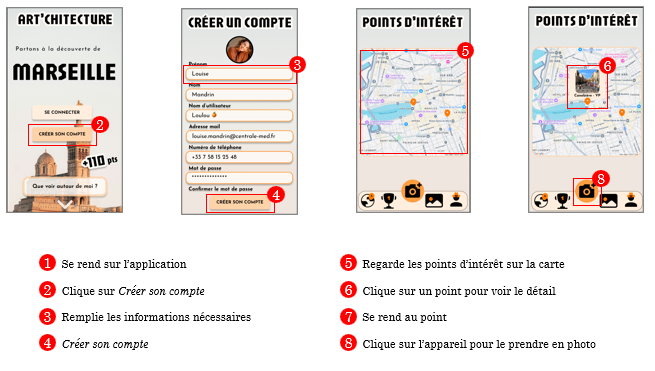 ART'CHITECTURE
Partons à la découverte de
MARSEILLE
SE CONNECTER
2
CRÉER SON COMPTE
+110 pts
Que voir autour de moi ?
CRÉER UN COMPTE
3
Prénom
Louise
Nom
Mandrin
Nom d'utilisateur
Loulou
Adresse mail
louise.mandrin@centrale-med.fr
Numéro de téléphone
+33 7 58 15 25 48
Mot de passe
**************
Confirmer le mot de passe
4
CRÉER SON COMPTE
POINTS D'INTÉRÊT
5
POINTS D'INTÉRÊT
6
8
1 Se rend sur l'application
2 Clique sur Créer son compte
3 Remplie les informations nécessaires
4 Créer son compte
5 Regarde les points d'intérêt sur la carte
6 Clique sur un point pour voir le détail
7 Se rend au point
8 Clique sur l'appareil pour le prendre en photo